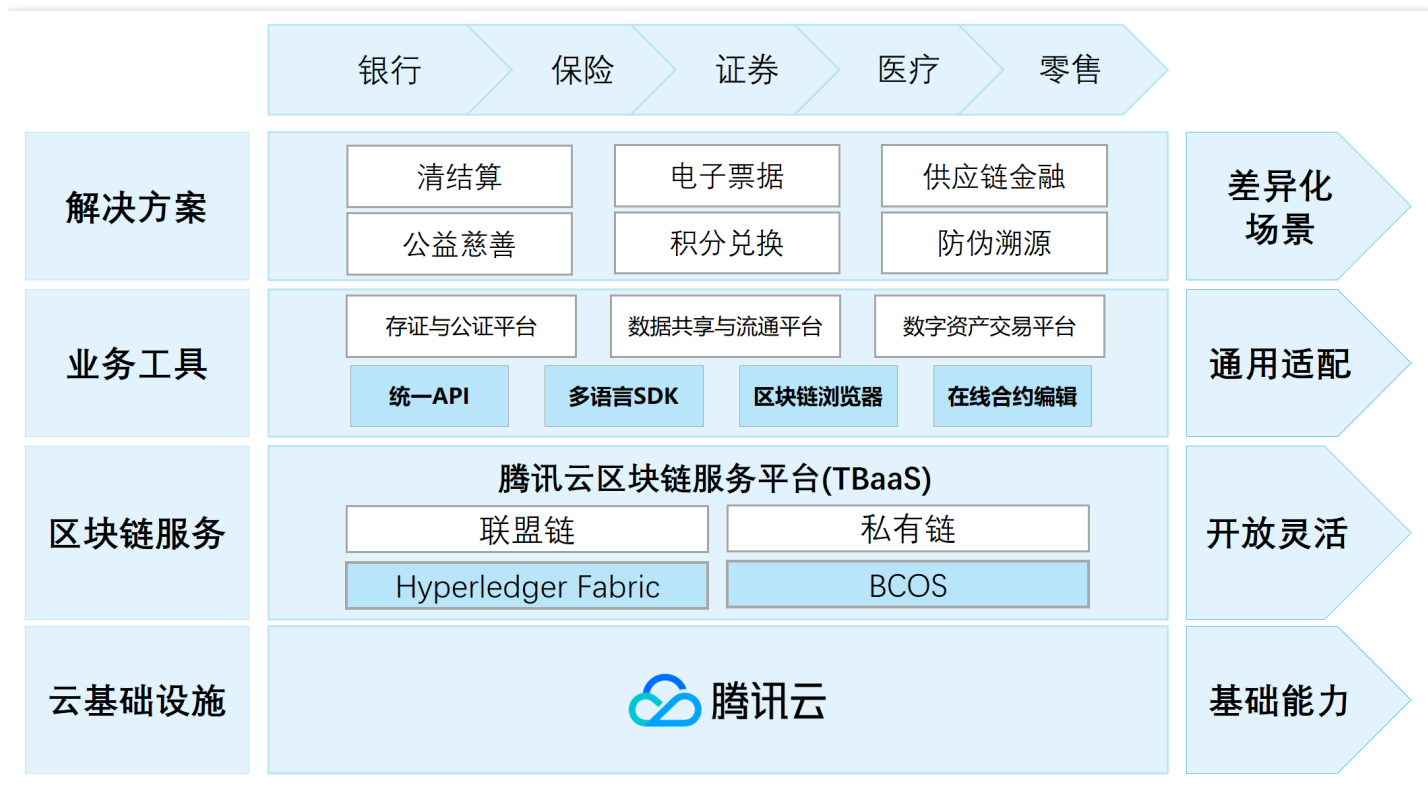 银行
保险
证券
医疗
零售
解决方案
清结算
电子票据
供应链金融
公益慈善
积分兑换
防伪溯源
差异化
场景
业务工具
存证与公证平台
数据共享与流通平台
数字资产交易平台
统一API
多语言SDK
区块链浏览器
在线合约编辑
通用适配
区块链服务
腾讯云区块链服务平台(TBaaS)
联盟链
私有链
Hyperledger Fabric
BCOS
开放灵活
云基础设施
腾讯云
基础能力